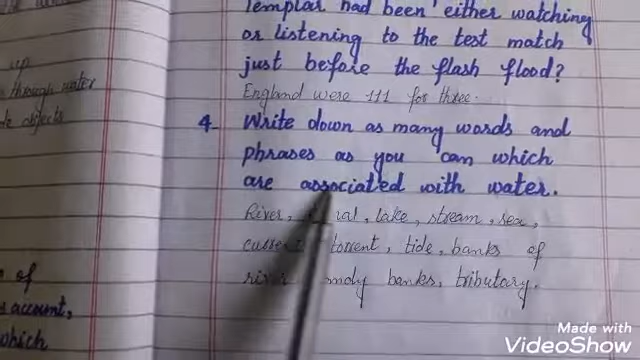 up
through water
objects
of
account,
which
Templar had been either watching
or listening to the test match
just before the flash flood?
England were 111 for three.
4. Write down as many words and
phrases as you can which
are associated with water.
River, lake, stream, sea,
torrent, tide, banks of
banks, tributary.
Made with
VideoShow